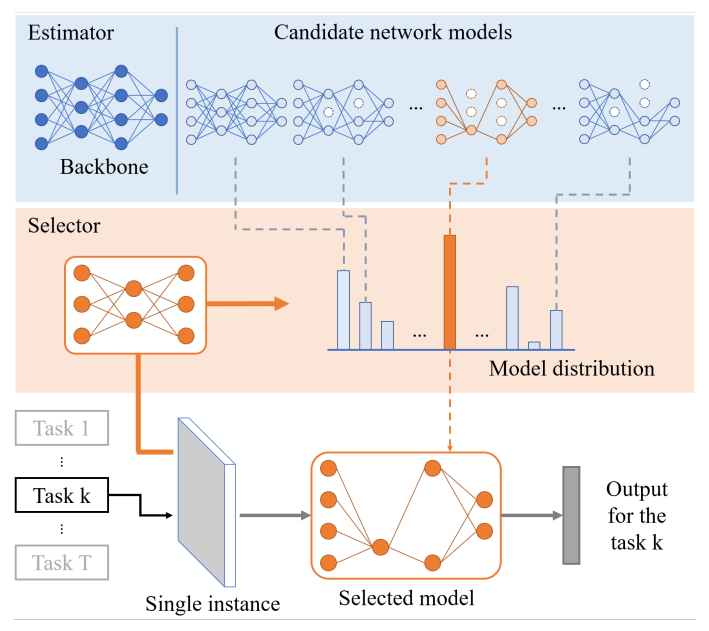 Estimator
Candidate network models
Backbone
...
...
Selector
...
...
Model distribution
Task 1
...
Task k
...
Task T
Single instance
Selected model
Output
for the
task k